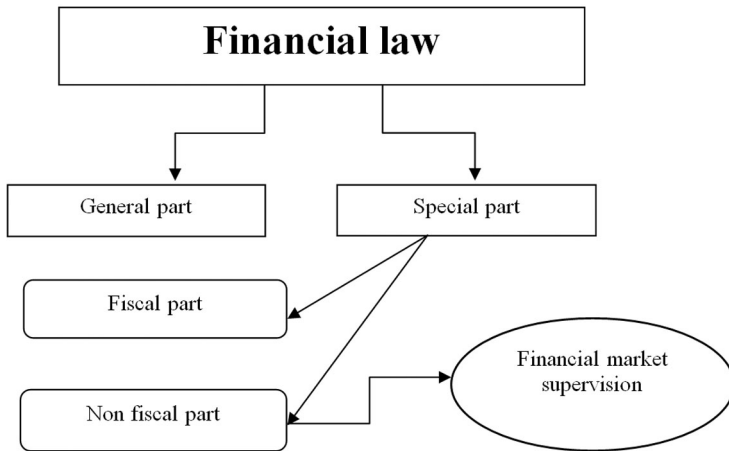 Financial law
General part
Special part
Fiscal part
Financial market
supervision
Non fiscal part